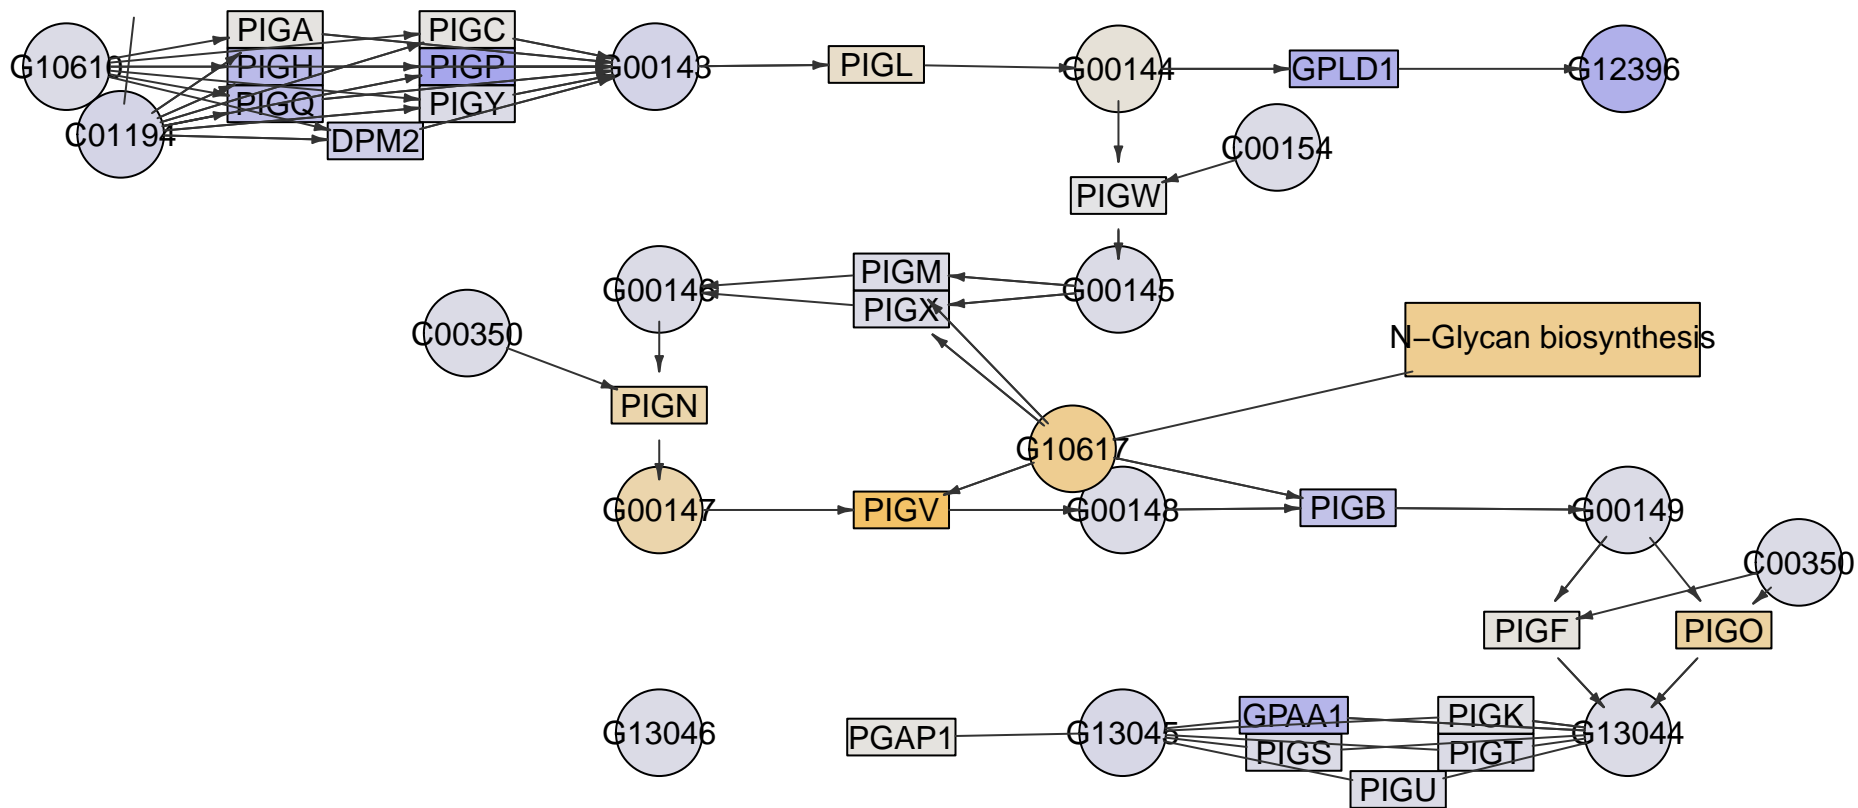 PIGA
PIGC
G10610
PIGH
PIGP
G00143
PIGL
G00144
GPLD1
G12396
PIGQ
PIGY
C01194
DPM2
C00154
PIGW
PIGM
G00146
G00145
PIGX
C00350
N−Glycan biosynthesis
PIGN
G10617
G00147
PIGV
G00148
PIGB
G00149
C00350
PIGF
PIGO
GPAA1
PIGK
G13046
PGAP1
G13045
G13044
PIGS
PIGT
PIGU